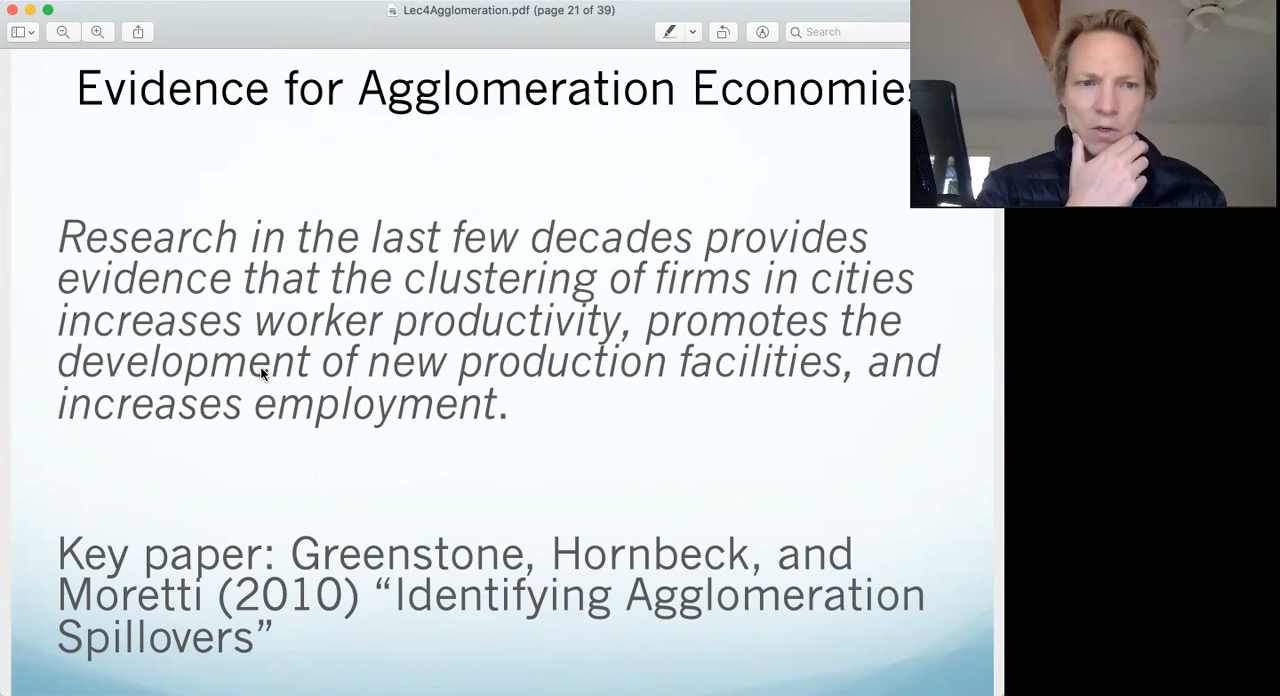 Lec4Agglomeration.pdf (page 21 of 39)
Search
Evidence for Agglomeration Economies
Research in the last few decades provides
evidence that the clustering of firms in cities
increases worker productivity, promotes the
development of new production facilities, and
increases employment.
Key paper: Greenstone, Hornbeck, and
Moretti (2010) “Identifying Agglomeration
Spillovers”